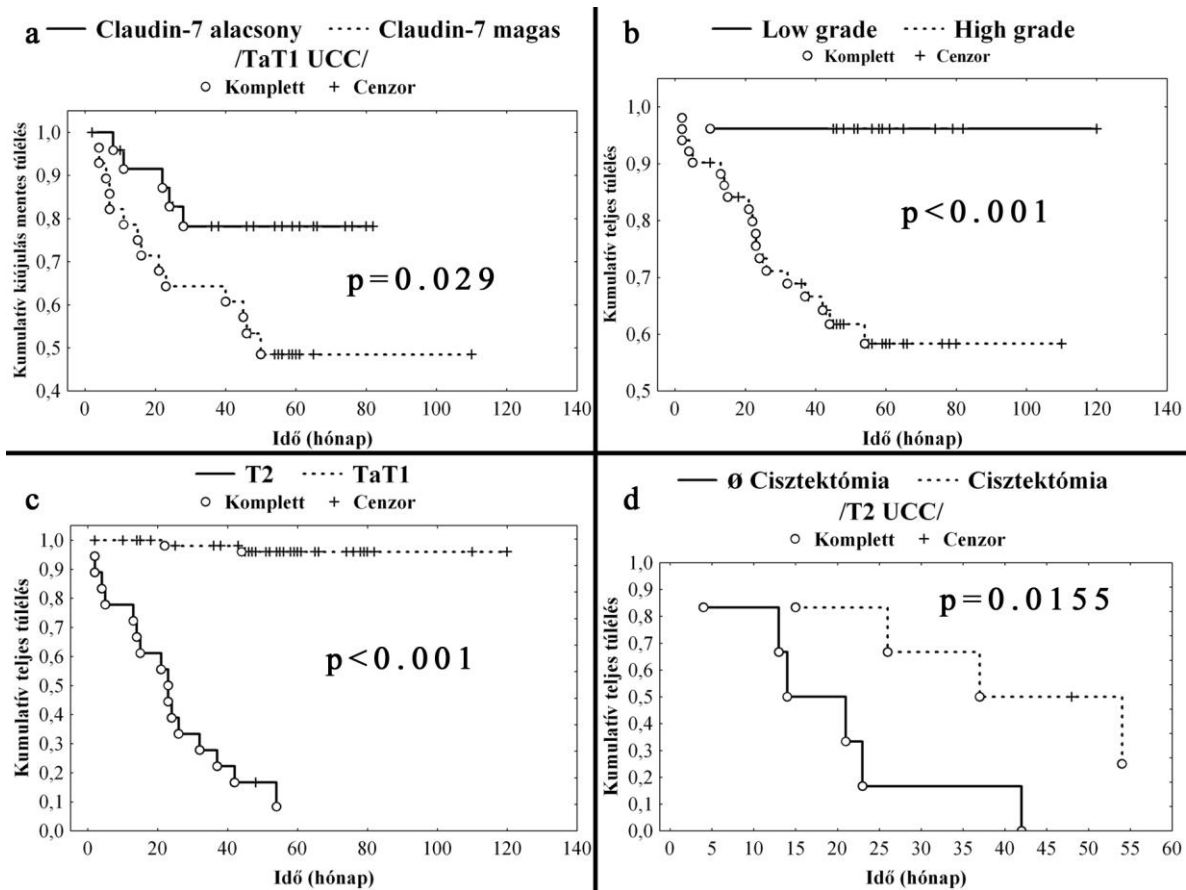 a
Claudin-7 alacsony Claudin-7 magas
/TaT1 UCC/
Komplett Cenzor
Kumulatív kiújulás mentes túlélés
1,0
0,9
0,8
0,7
0,6
0,5
0,4
p=0.029
0 20 40 60 80 100 120 140
Idő (hónap)
b
Low grade High grade
Komplett Cenzor
Kumulatív teljes túlélés
1,0
0,9
0,8
0,7
0,6
0,5
p<0.001
0 20 40 60 80 100 120 140
Idő (hónap)
c
T2 TaT1
Komplett Cenzor
Kumulatív teljes túlélés
1,0
0,9
0,8
0,7
0,6
0,5
0,4
0,3
0,2
0,1
0,0
p<0.001
0 20 40 60 80 100 120 140
Idő (hónap)
d
Ø Cisztektómia Cisztektómia
/T2 UCC/
Komplett Cenzor
Kumulatív teljes túlélés
1,0
0,9
0,8
0,7
0,6
0,5
0,4
0,3
0,2
0,1
0,0
p=0.0155
0 5 10 15 20 25 30 35 40 45 50 55 60
Idő (hónap)